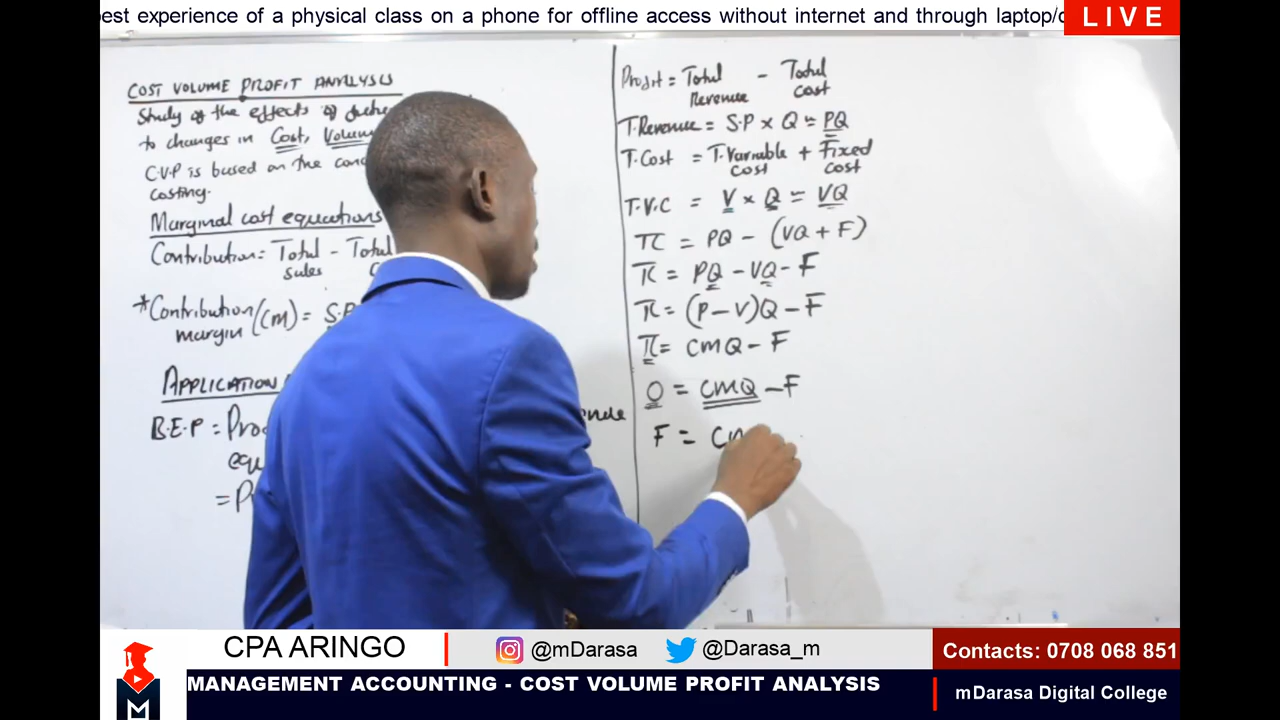 est experience of a physical class on a phone for offline access without internet and through laptop/
LIVE
COST VOLUME PROFIT ANALYSIS
Study of the effects of
to changes in Cost, Volum
C.V.P is based on the con
costing.
Marginal cost equations
Contribution = Total - Total
sales C
*Contribution
margin (CM) = S.P
APPLICATION
B.E.P = Pro
equ
= P
Profit = Total - Total
Revenue cost
T.Revenue = S.P x Q = PQ
T.Cost = T.Variable + Fixed
cost cost
T.V.C = V x Q = VQ
π = PQ - (VQ + F)
π = PQ - VQ - F
π = (P - V)Q - F
π = CMQ - F
0 = CMQ - F
F = C
CPA ARINGO
@mDarasa
@Darasa_m
Contacts: 0708 068 851
MANAGEMENT ACCOUNTING - COST VOLUME PROFIT ANALYSIS
mDarasa Digital College
M